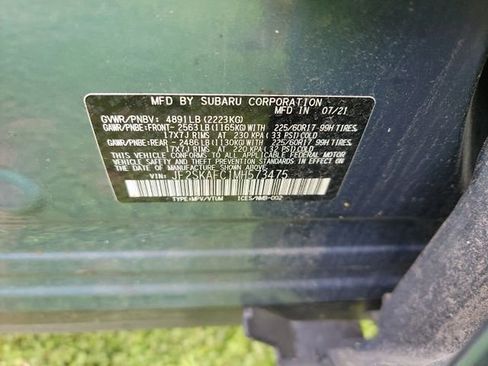 MFD BY SUBARU CORPORATION
MFD IN 07/21
GVWR/PNBV: 4891LB(2223KG)
GAWR/PNBE:FRONT- 2563LB(1165KG)WITH 225/60R17-99H TIRES,
17X7J RIMS AT 230 KPA( 33 PSI)COLD
GAWR/PNBE:REAR - 2486LB(1130KG)WITH 225/60R17-99H TIRES,
17X7J RIMS AT 220 KPA( 32 PSI)COLD
THIS VEHICLE CONFORMS TO ALL APPLICABLE FEDERAL MOTOR
VEHICLE SAFETY AND THEFT PREVENTION STANDARDS IN EFFECT
ON THE DATE OF MANUFACTURE SHOWN ABOVE.
VIN: JF2SKAEC1MH573475
TYPE:MPV/VTUM ICES/NMB-002